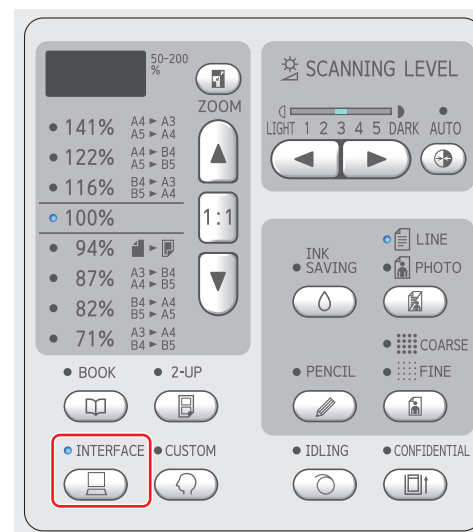 50-200
%
ZOOM
141% A4 ► A3
A5 ► A4
122% A4 ► B4
A5 ► B5
116% B4 ► A3
B5 ► A4
100%
94%
87% A3 ► B4
A4 ► B5
82% B4 ► A4
B5 ► A5
71% A3 ► A4
B4 ► B5
1:1
BOOK
2-UP
INTERFACE
CUSTOM
SCANNING LEVEL
LIGHT 1 2 3 4 5 DARK AUTO
INK
SAVING
LINE
PHOTO
COARSE
PENCIL
FINE
IDLING
CONFIDENTIAL